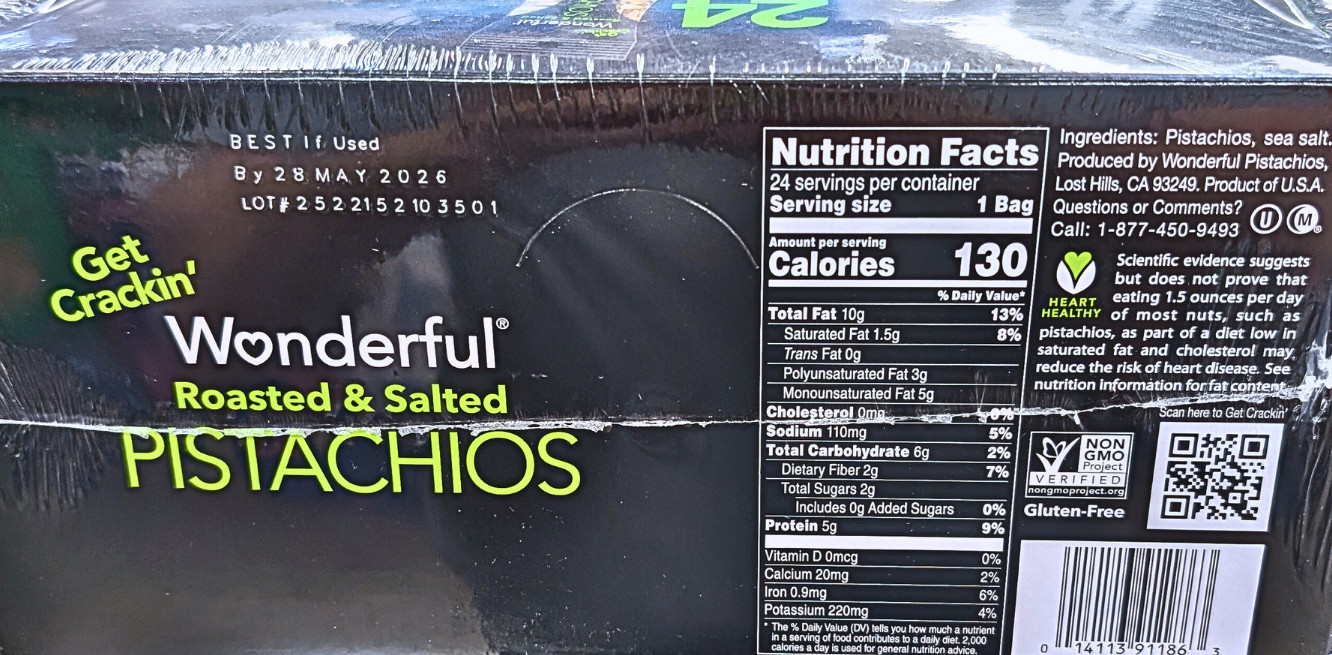 24
Wonderful
BEST If Used
By 28 MAY 2026
LOT# 2522152103501
Get
Crackin'
Wonderful®
Roasted & Salted
PISTACHIOS
Nutrition Facts
24 servings per container
Serving size 1 Bag
Amount per serving
Calories 130
% Daily Value*
Total Fat 10g 13%
Saturated Fat 1.5g 8%
Trans Fat 0g
Polyunsaturated Fat 3g
Monounsaturated Fat 5g
Cholesterol 0mg 0%
Sodium 110mg 5%
Total Carbohydrate 6g 2%
Dietary Fiber 2g 7%
Total Sugars 2g
Includes 0g Added Sugars 0%
Protein 5g 9%
Vitamin D 0mcg 0%
Calcium 20mg 2%
Iron 0.9mg 6%
Potassium 220mg 4%
* The % Daily Value (DV) tells you how much a nutrient
in a serving of food contributes to a daily diet. 2,000
calories a day is used for general nutrition advice.
Ingredients: Pistachios, sea salt.
Produced by Wonderful Pistachios,
Lost Hills, CA 93249. Product of U.S.A.
Questions or Comments?
Call: 1-877-450-9493
U
M®
HEART
HEALTHY
Scientific evidence suggests
but does not prove that
eating 1.5 ounces per day
of most nuts, such as
pistachios, as part of a diet low in
saturated fat and cholesterol may
reduce the risk of heart disease. See
nutrition information for fat content.
Scan here to Get Crackin'
NON
GMO
Project
VERIFIED
nongmoproject.org
Gluten-Free
0 14113 91186 3